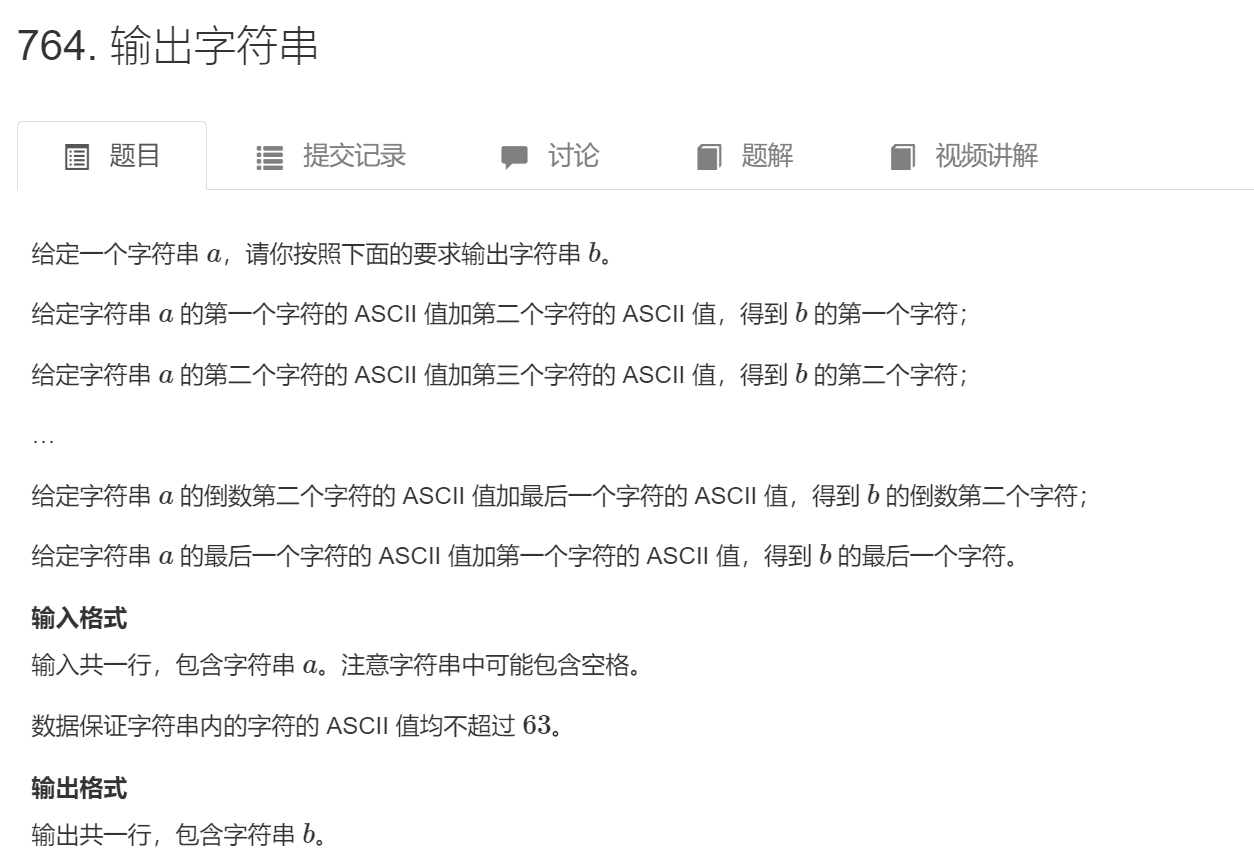 764. 输出字符串
题目 提交记录 讨论 题解 视频讲解
给定一个字符串 a，请你按照下面的要求输出字符串 b。
给定字符串 a 的第一个字符的 ASCII 值加第二个字符的 ASCII 值，得到 b 的第一个字符；
给定字符串 a 的第二个字符的 ASCII 值加第三个字符的 ASCII 值，得到 b 的第二个字符；
…
给定字符串 a 的倒数第二个字符的 ASCII 值加最后一个字符的 ASCII 值，得到 b 的倒数第二个字符；
给定字符串 a 的最后一个字符的 ASCII 值加第一个字符的 ASCII 值，得到 b 的最后一个字符。
输入格式
输入共一行，包含字符串 a。注意字符串中可能包含空格。
数据保证字符串内的字符的 ASCII 值均不超过 63。
输出格式
输出共一行，包含字符串 b。